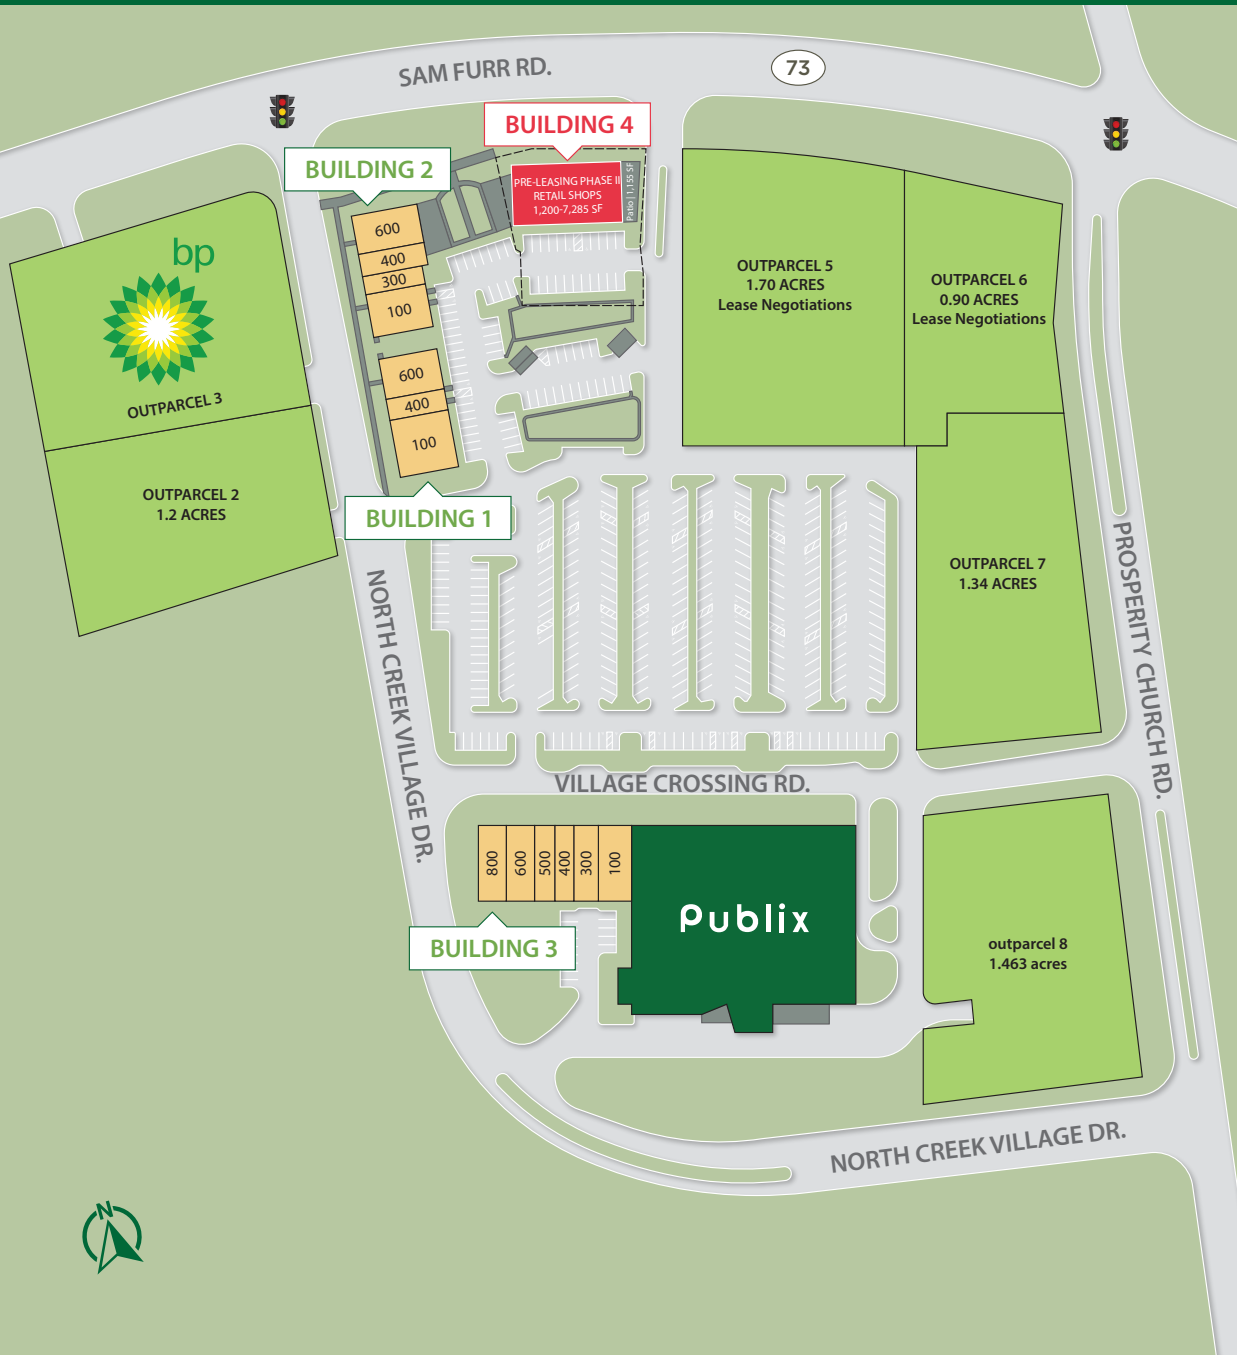 SAM FURR RD.
73
BUILDING 4
PRE-LEASING PHASE II
RETAIL SHOPS
1,200-7,285 SF
Patio | 1,155 SF
BUILDING 2
600
400
300
100
bp
OUTPARCEL 3
OUTPARCEL 2
1.2 ACRES
600
400
100
BUILDING 1
OUTPARCEL 5
1.70 ACRES
Lease Negotiations
OUTPARCEL 6
0.90 ACRES
Lease Negotiations
OUTPARCEL 7
1.34 ACRES
PROSPERITY CHURCH RD.
NORTH CREEK VILLAGE DR.
VILLAGE CROSSING RD.
800
600
500
400
300
100
Publix
BUILDING 3
outparcel 8
1.463 acres
NORTH CREEK VILLAGE DR.
N